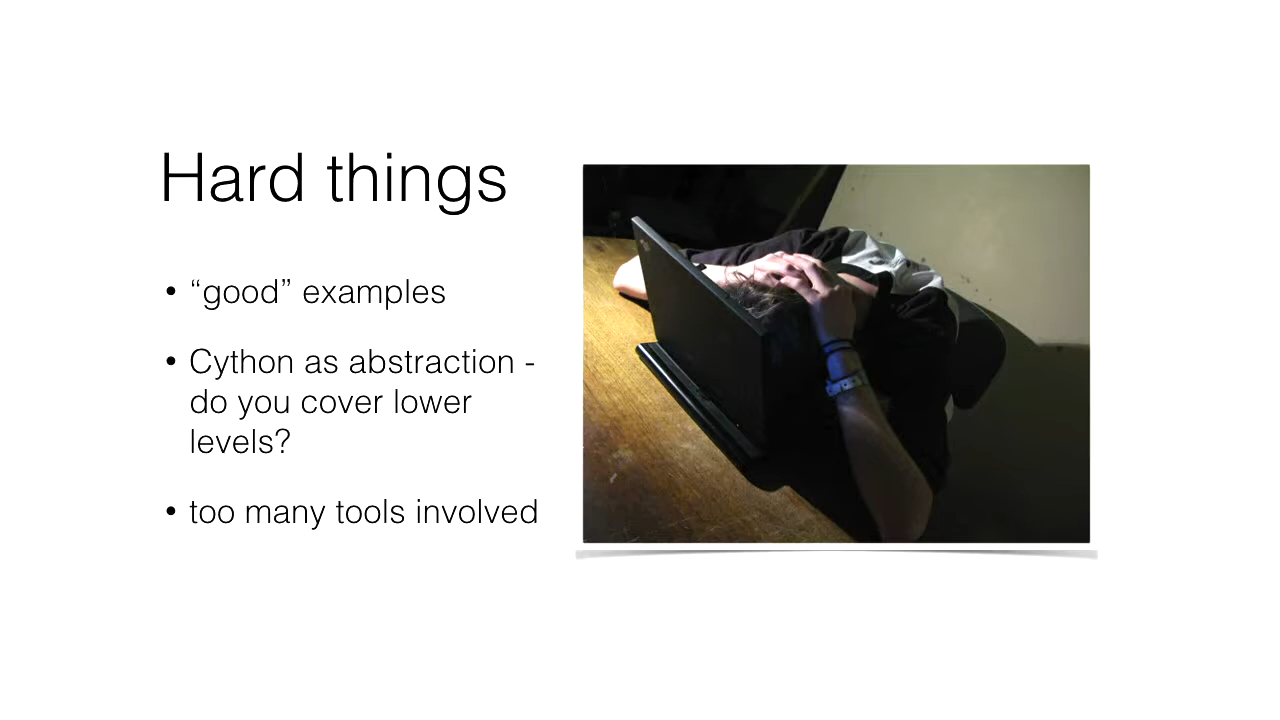 Hard things
• “good” examples
• Cython as abstraction -
do you cover lower
levels?
• too many tools involved